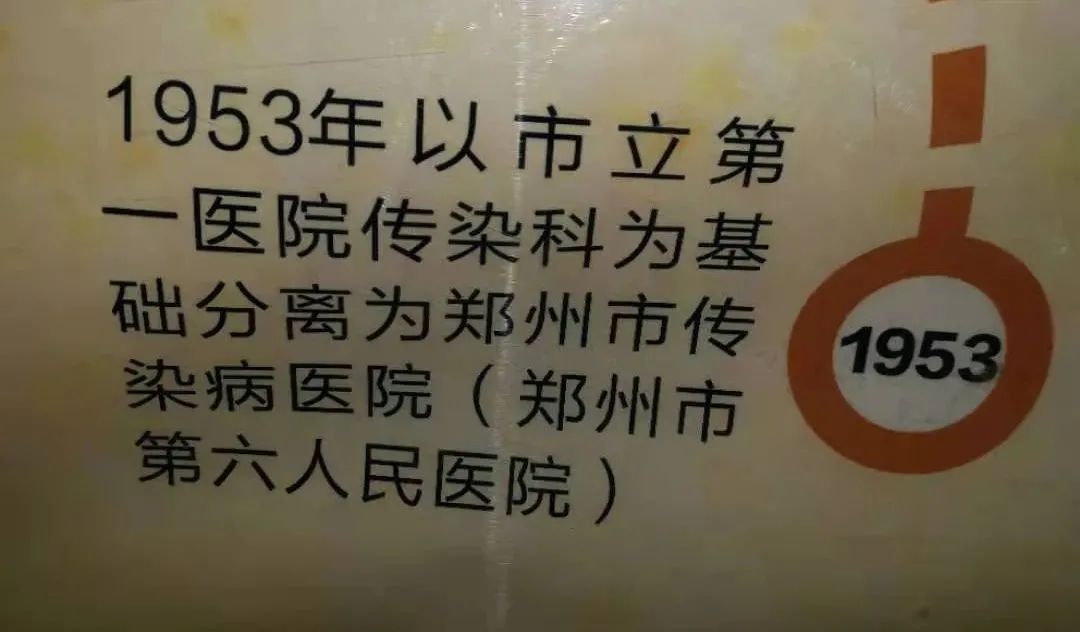 1953年以市立第
一医院传染科为基
础分离为郑州市传
染病医院（郑州市
第六人民医院）
1953